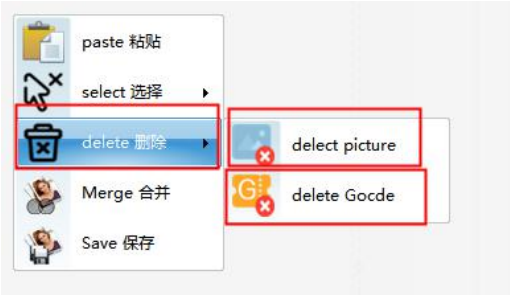 paste 粘贴
select 选择
delete 删除
delect picture
Merge 合并
delete Gocde
Save 保存